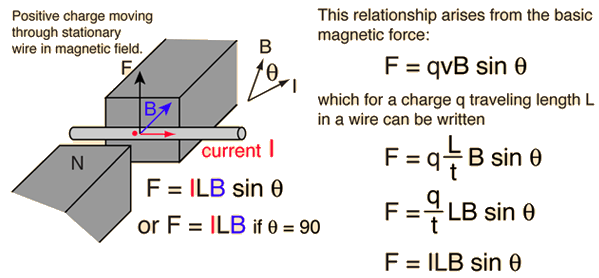 Positive charge moving
through stationary
wire in magnetic field.
F
B
B
θ
I
current I
N
F = ILB sin θ
or F = ILB if θ = 90
This relationship arises from the basic
magnetic force:
F = qvB sin θ
which for a charge q traveling length L
in a wire can be written
F = q L/t B sin θ
F = q/t LB sin θ
F = ILB sin θ